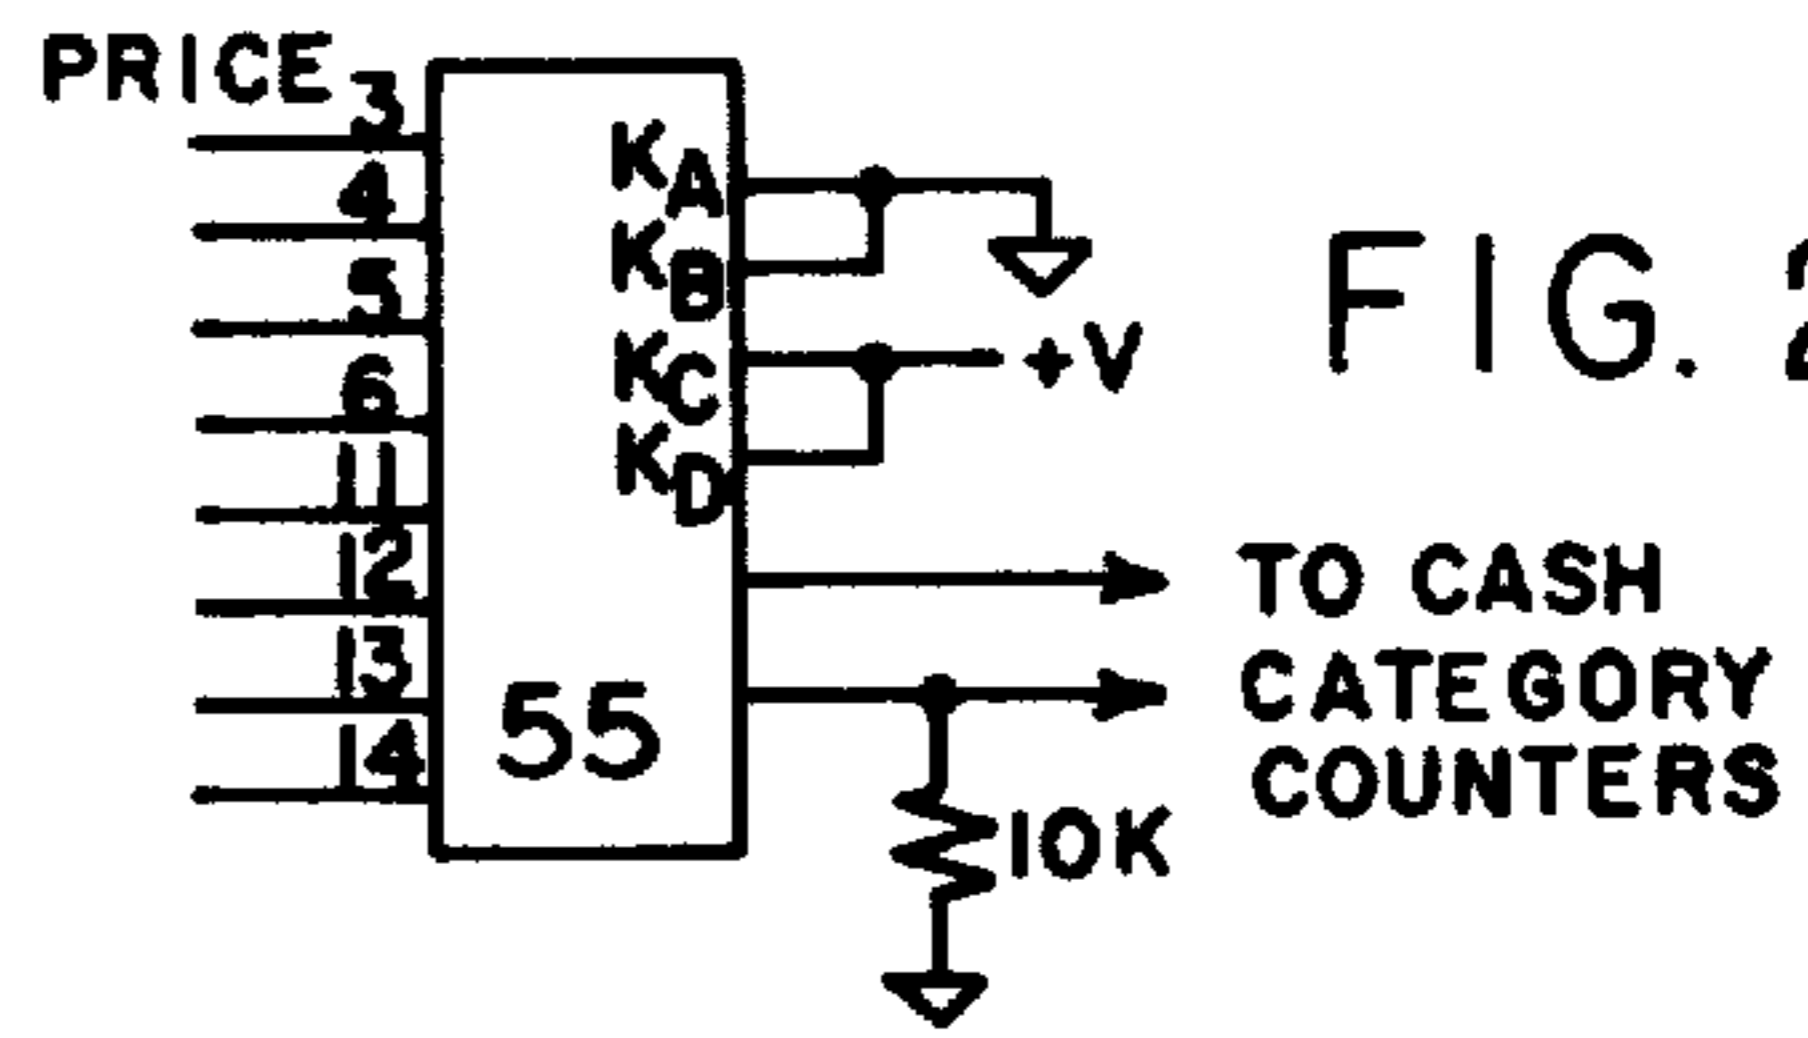 PRICE
3
4
5
6
11
12
13
14
KA
KB
KC
KD
55
+V
TO CASH
CATEGORY
COUNTERS
10K
FIG.